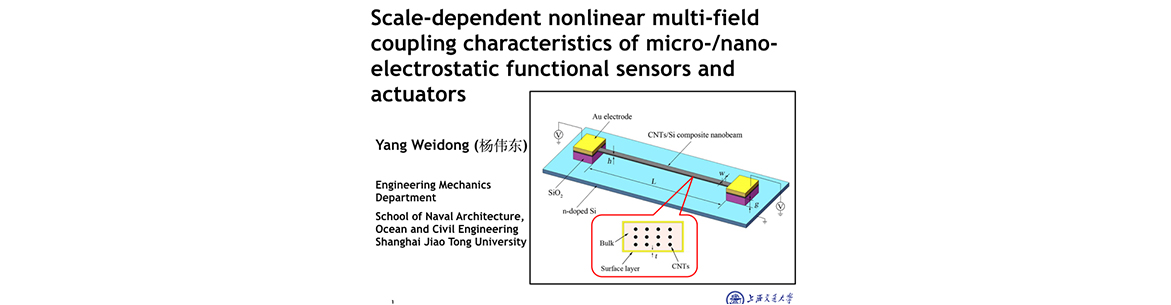 Scale-dependent nonlinear multi-field
coupling characteristics of micro-/nano-
electrostatic functional sensors and
actuators
Yang Weidong (杨伟东)
Engineering Mechanics
Department
School of Naval Architecture,
Ocean and Civil Engineering
Shanghai Jiao Tong University
Au electrode
CNTs/Si composite nanobeam
V
h
w
L
SiO2
n-doped Si
g
V
Bulk
t
Surface layer
CNTs
1
上海交通大学